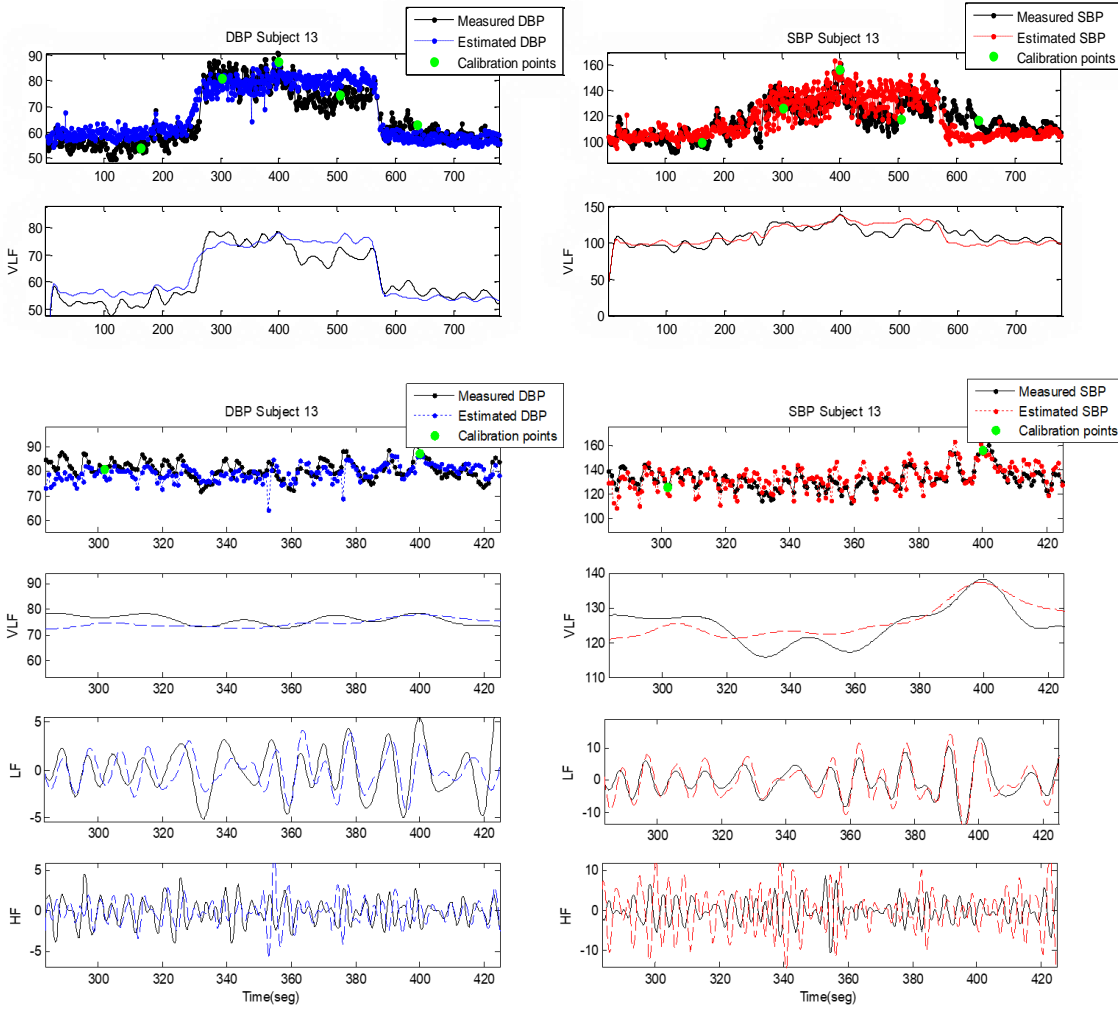 DBP Subject 13
Measured DBP
Estimated DBP
Calibration points
90
80
70
60
50
100 200 300 400 500 600 700
VLF
80
70
60
50
100 200 300 400 500 600 700
SBP Subject 13
Measured SBP
Estimated SBP
Calibration points
160
140
120
100
100 200 300 400 500 600 700
VLF
150
100
50
0
100 200 300 400 500 600 700
DBP Subject 13
Measured DBP
Estimated DBP
Calibration points
90
80
70
60
300 320 340 360 380 400 420
VLF
90
80
70
60
300 320 340 360 380 400 420
LF
5
0
-5
300 320 340 360 380 400 420
HF
5
0
-5
300 320 340 360 380 400 420
Time(seg)
SBP Subject 13
Measured SBP
Estimated SBP
Calibration points
160
140
120
100
300 320 340 360 380 400 420
VLF
140
130
120
110
300 320 340 360 380 400 420
LF
10
0
-10
300 320 340 360 380 400 420
HF
10
0
-10
300 320 340 360 380 400 420
Time(seg)